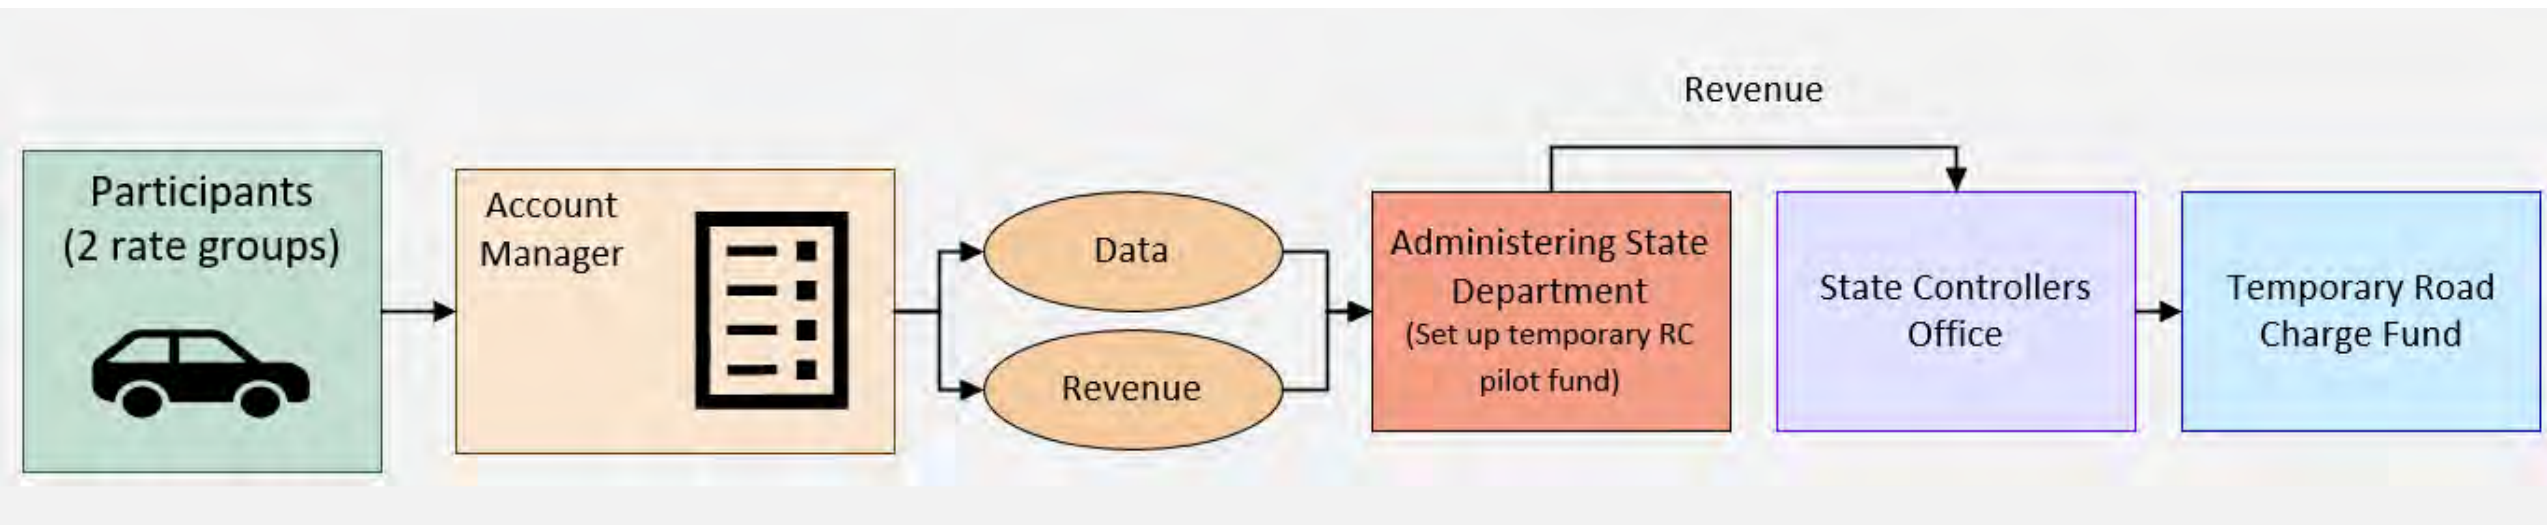 Participants
(2 rate groups)
Account
Manager
Data
Revenue
Revenue
Administering State
Department
(Set up temporary RC
pilot fund)
State Controllers
Office
Temporary Road
Charge Fund